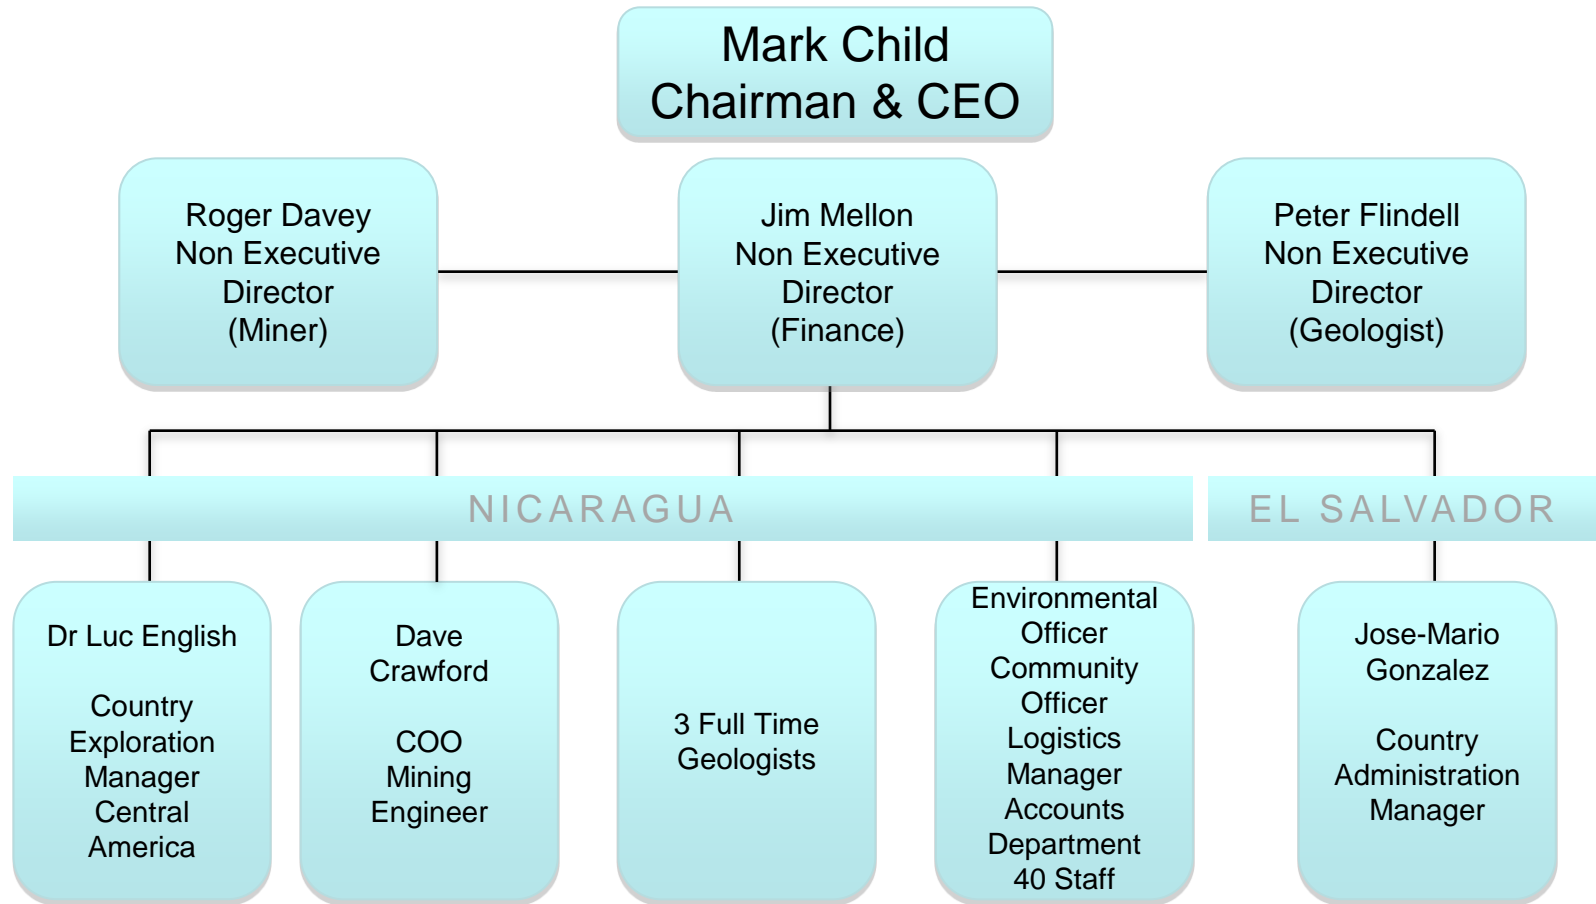 Mark Child
Chairman & CEO
Roger Davey
Non Executive
Director
(Miner)
Jim Mellon
Non Executive
Director
(Finance)
Peter Flindell
Non Executive
Director
(Geologist)
NICARAGUA
EL SALVADOR
Dr Luc English
Country
Exploration
Manager
Central
America
Dave
Crawford
COO
Mining
Engineer
3 Full Time
Geologists
Environmental
Officer
Community
Officer
Logistics
Manager
Accounts
Department
40 Staff
Jose-Mario
Gonzalez
Country
Administration
Manager